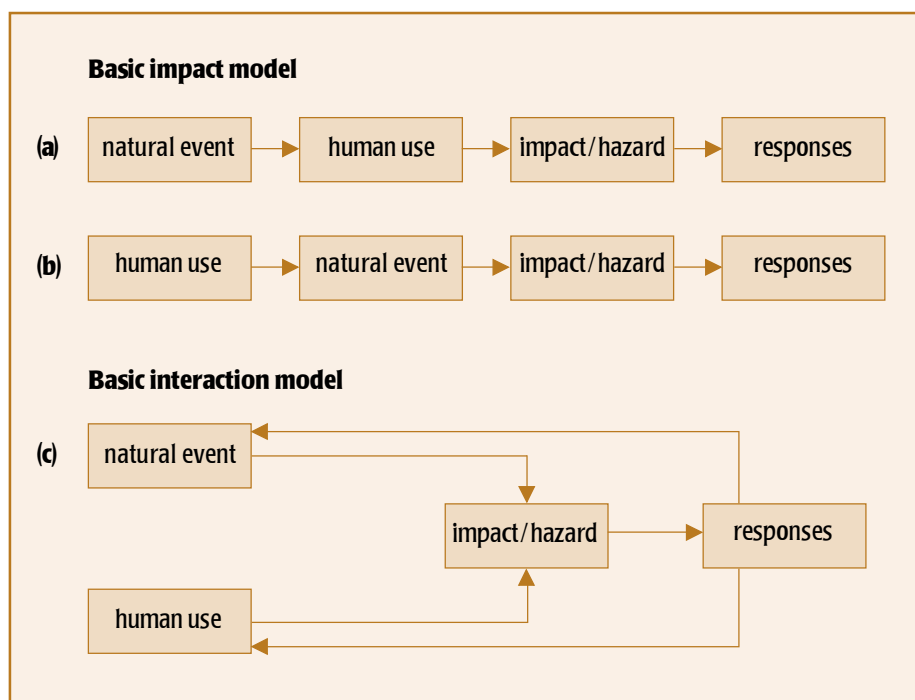 Basic impact model
(a) natural event human use impact/hazard responses
(b) human use natural event impact/hazard responses
Basic interaction model
(c) natural event
impact/hazard responses
human use